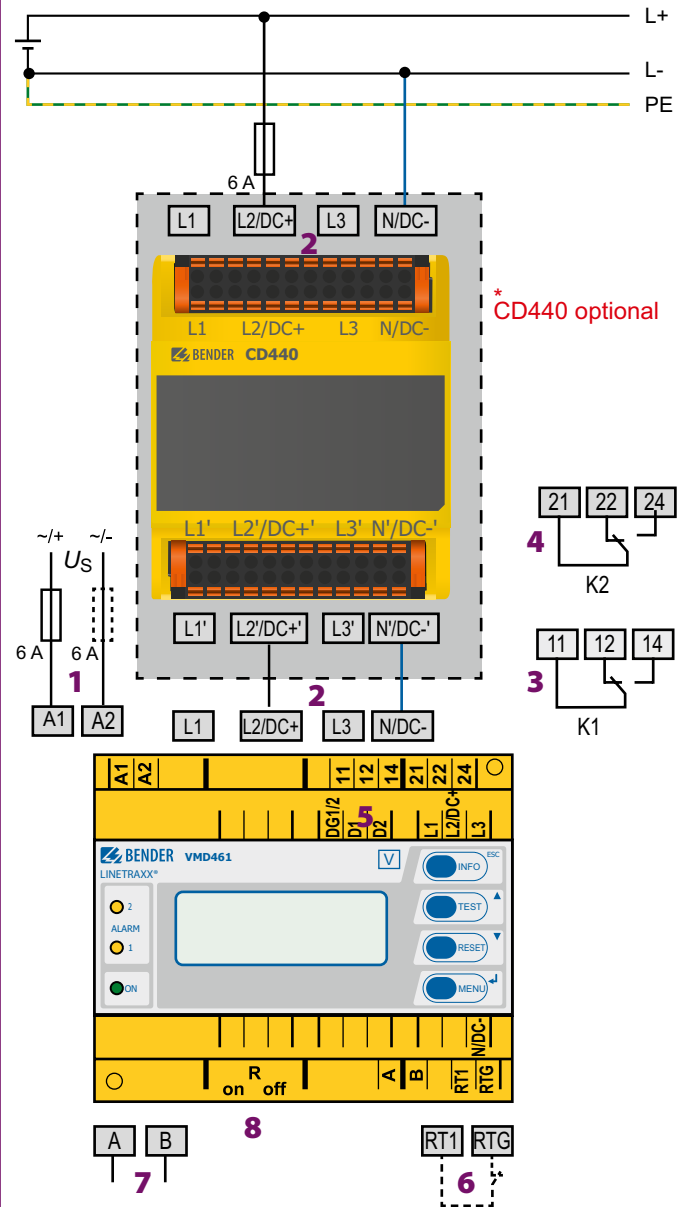 L+
L-
PE
6 A
L1 L2/DC+ L3 N/DC-
2
L1 L2/DC+ L3 N/DC-
BENDER CD440
*
CD440 optional
L1' L2'/DC+' L3' N'/DC-'
L1' L2'/DC+' L3' N'/DC-'
2
~/+ ~/-
US
6 A 6 A
1
A1 A2
21 22 24
4
K2
11 12 14
3
K1
L1 L2/DC+ L3 N/DC-
A1 A2 11 12 14 21 22 24
DG1/2 D1 D2 L1 L2/DC+ L3
5
BENDER VMD461
LINETRAXX®
V
INFO ESC
2
TEST
ALARM
1
RESET
ON
MENU
N/DC-
R
on off
A B RT1 RTG
8
A B
7
RT1 RTG
6